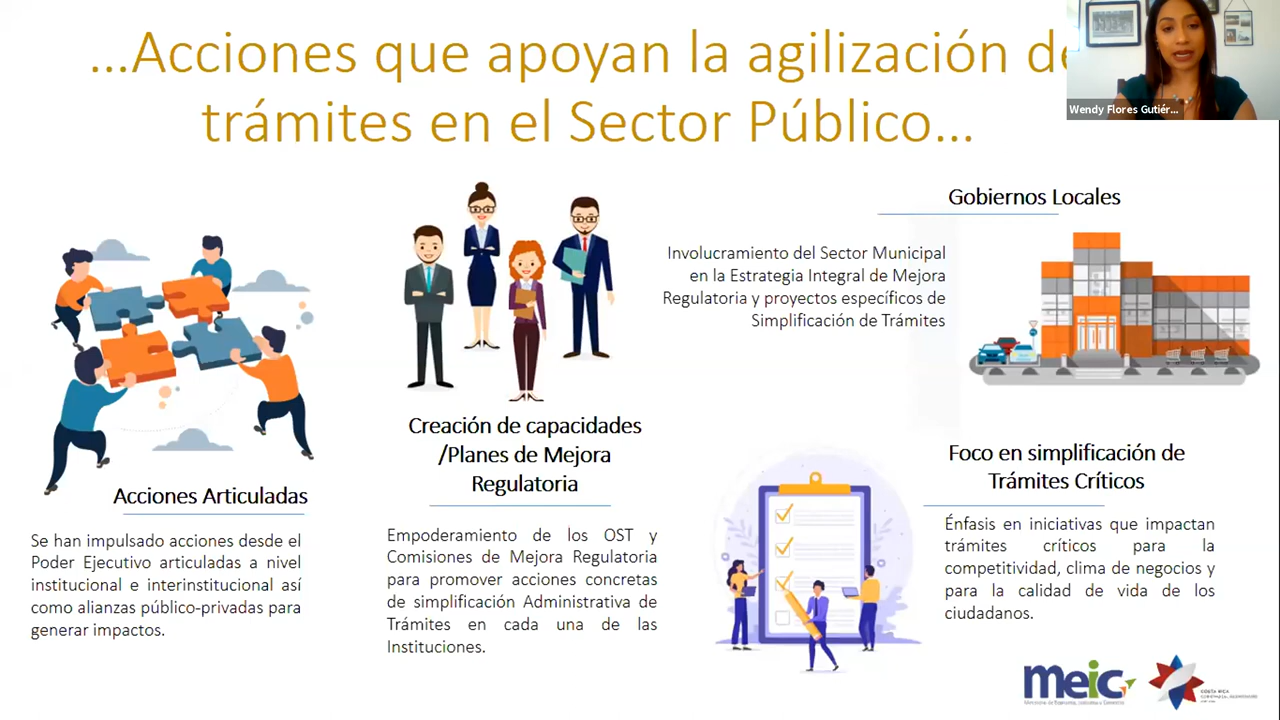 ...Acciones que apoyan la agilización de
trámites en el Sector Público...
Wendy Flores Gutiér...
Gobiernos Locales
Involucramiento del Sector Municipal
en la Estrategia Integral de Mejora
Regulatoria y proyectos específicos de
Simplificación de Trámites
Creación de capacidades
/Planes de Mejora
Regulatoria
Empoderamiento de los OST y
Comisiones de Mejora Regulatoria
para promover acciones concretas
de simplificación Administrativa de
Trámites en cada una de las
Instituciones.
Acciones Articuladas
Se han impulsado acciones desde el
Poder Ejecutivo articuladas a nivel
institucional e interinstitucional así
como alianzas público-privadas para
generar impactos.
Foco en simplificación de
Trámites Críticos
Énfasis en iniciativas que impactan
trámites críticos para la
competitividad, clima de negocios y
para la calidad de vida de los
ciudadanos.
meic
COSTA RICA